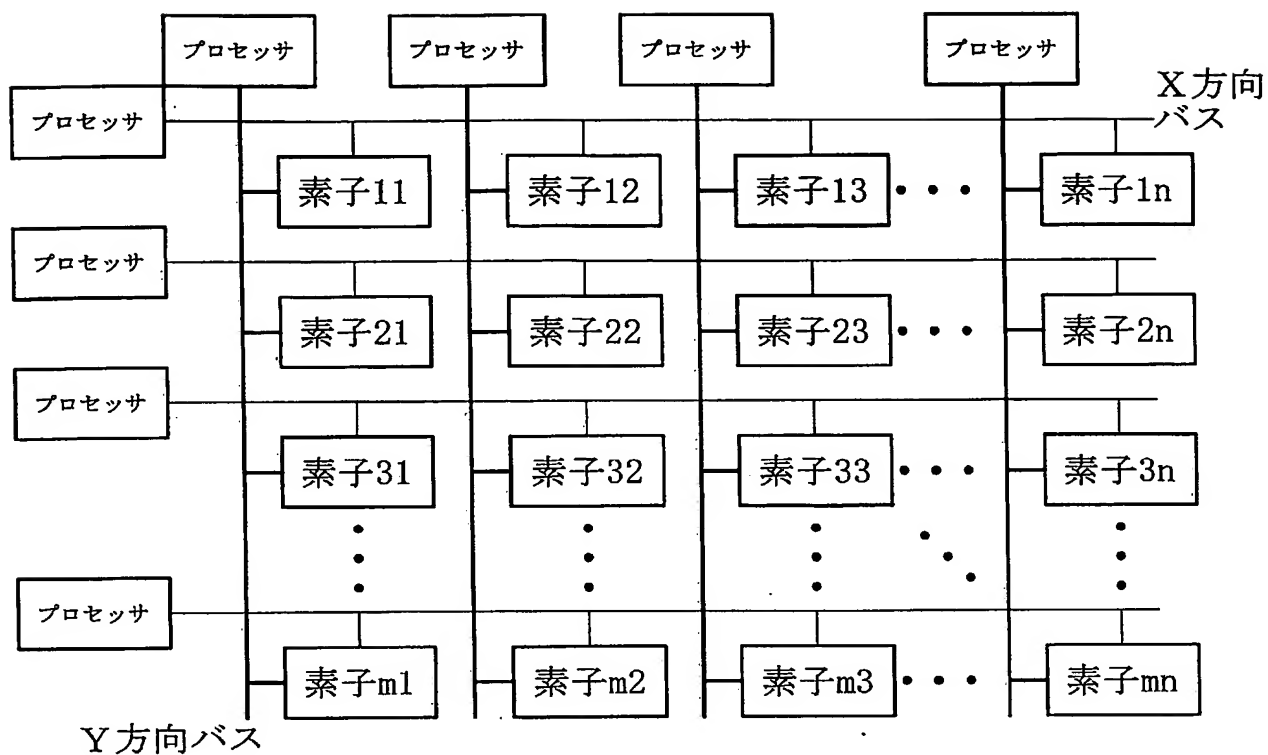 プロセッサ プロセッサ プロセッサ プロセッサ
X方向
バス
プロセッサ
素子11 素子12 素子13 ・・・ 素子1n
プロセッサ
素子21 素子22 素子23 ・・・ 素子2n
プロセッサ
素子31 素子32 素子33 ・・・ 素子3n
プロセッサ
素子m1 素子m2 素子m3 ・・・ 素子mn
Y方向バス